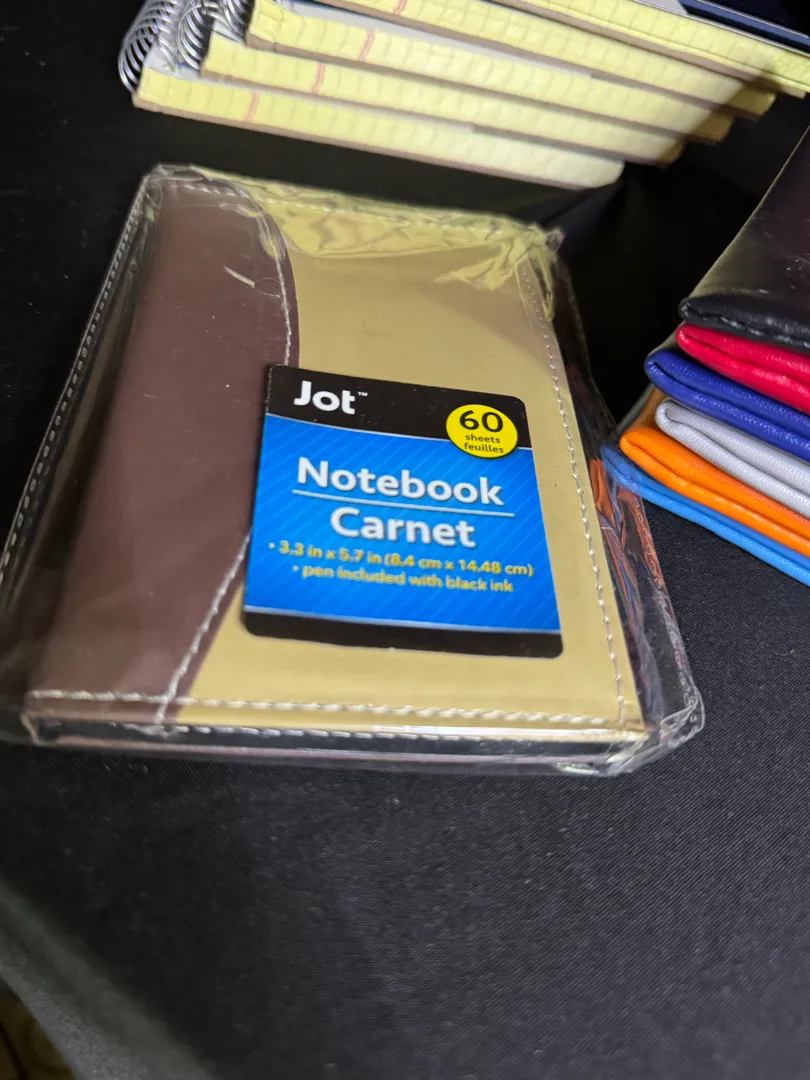 Jot™
60
sheets
feuilles
Notebook
Carnet
• 3.3 in x 5.7 in (8.4 cm x 14.48 cm)
• pen included with black ink